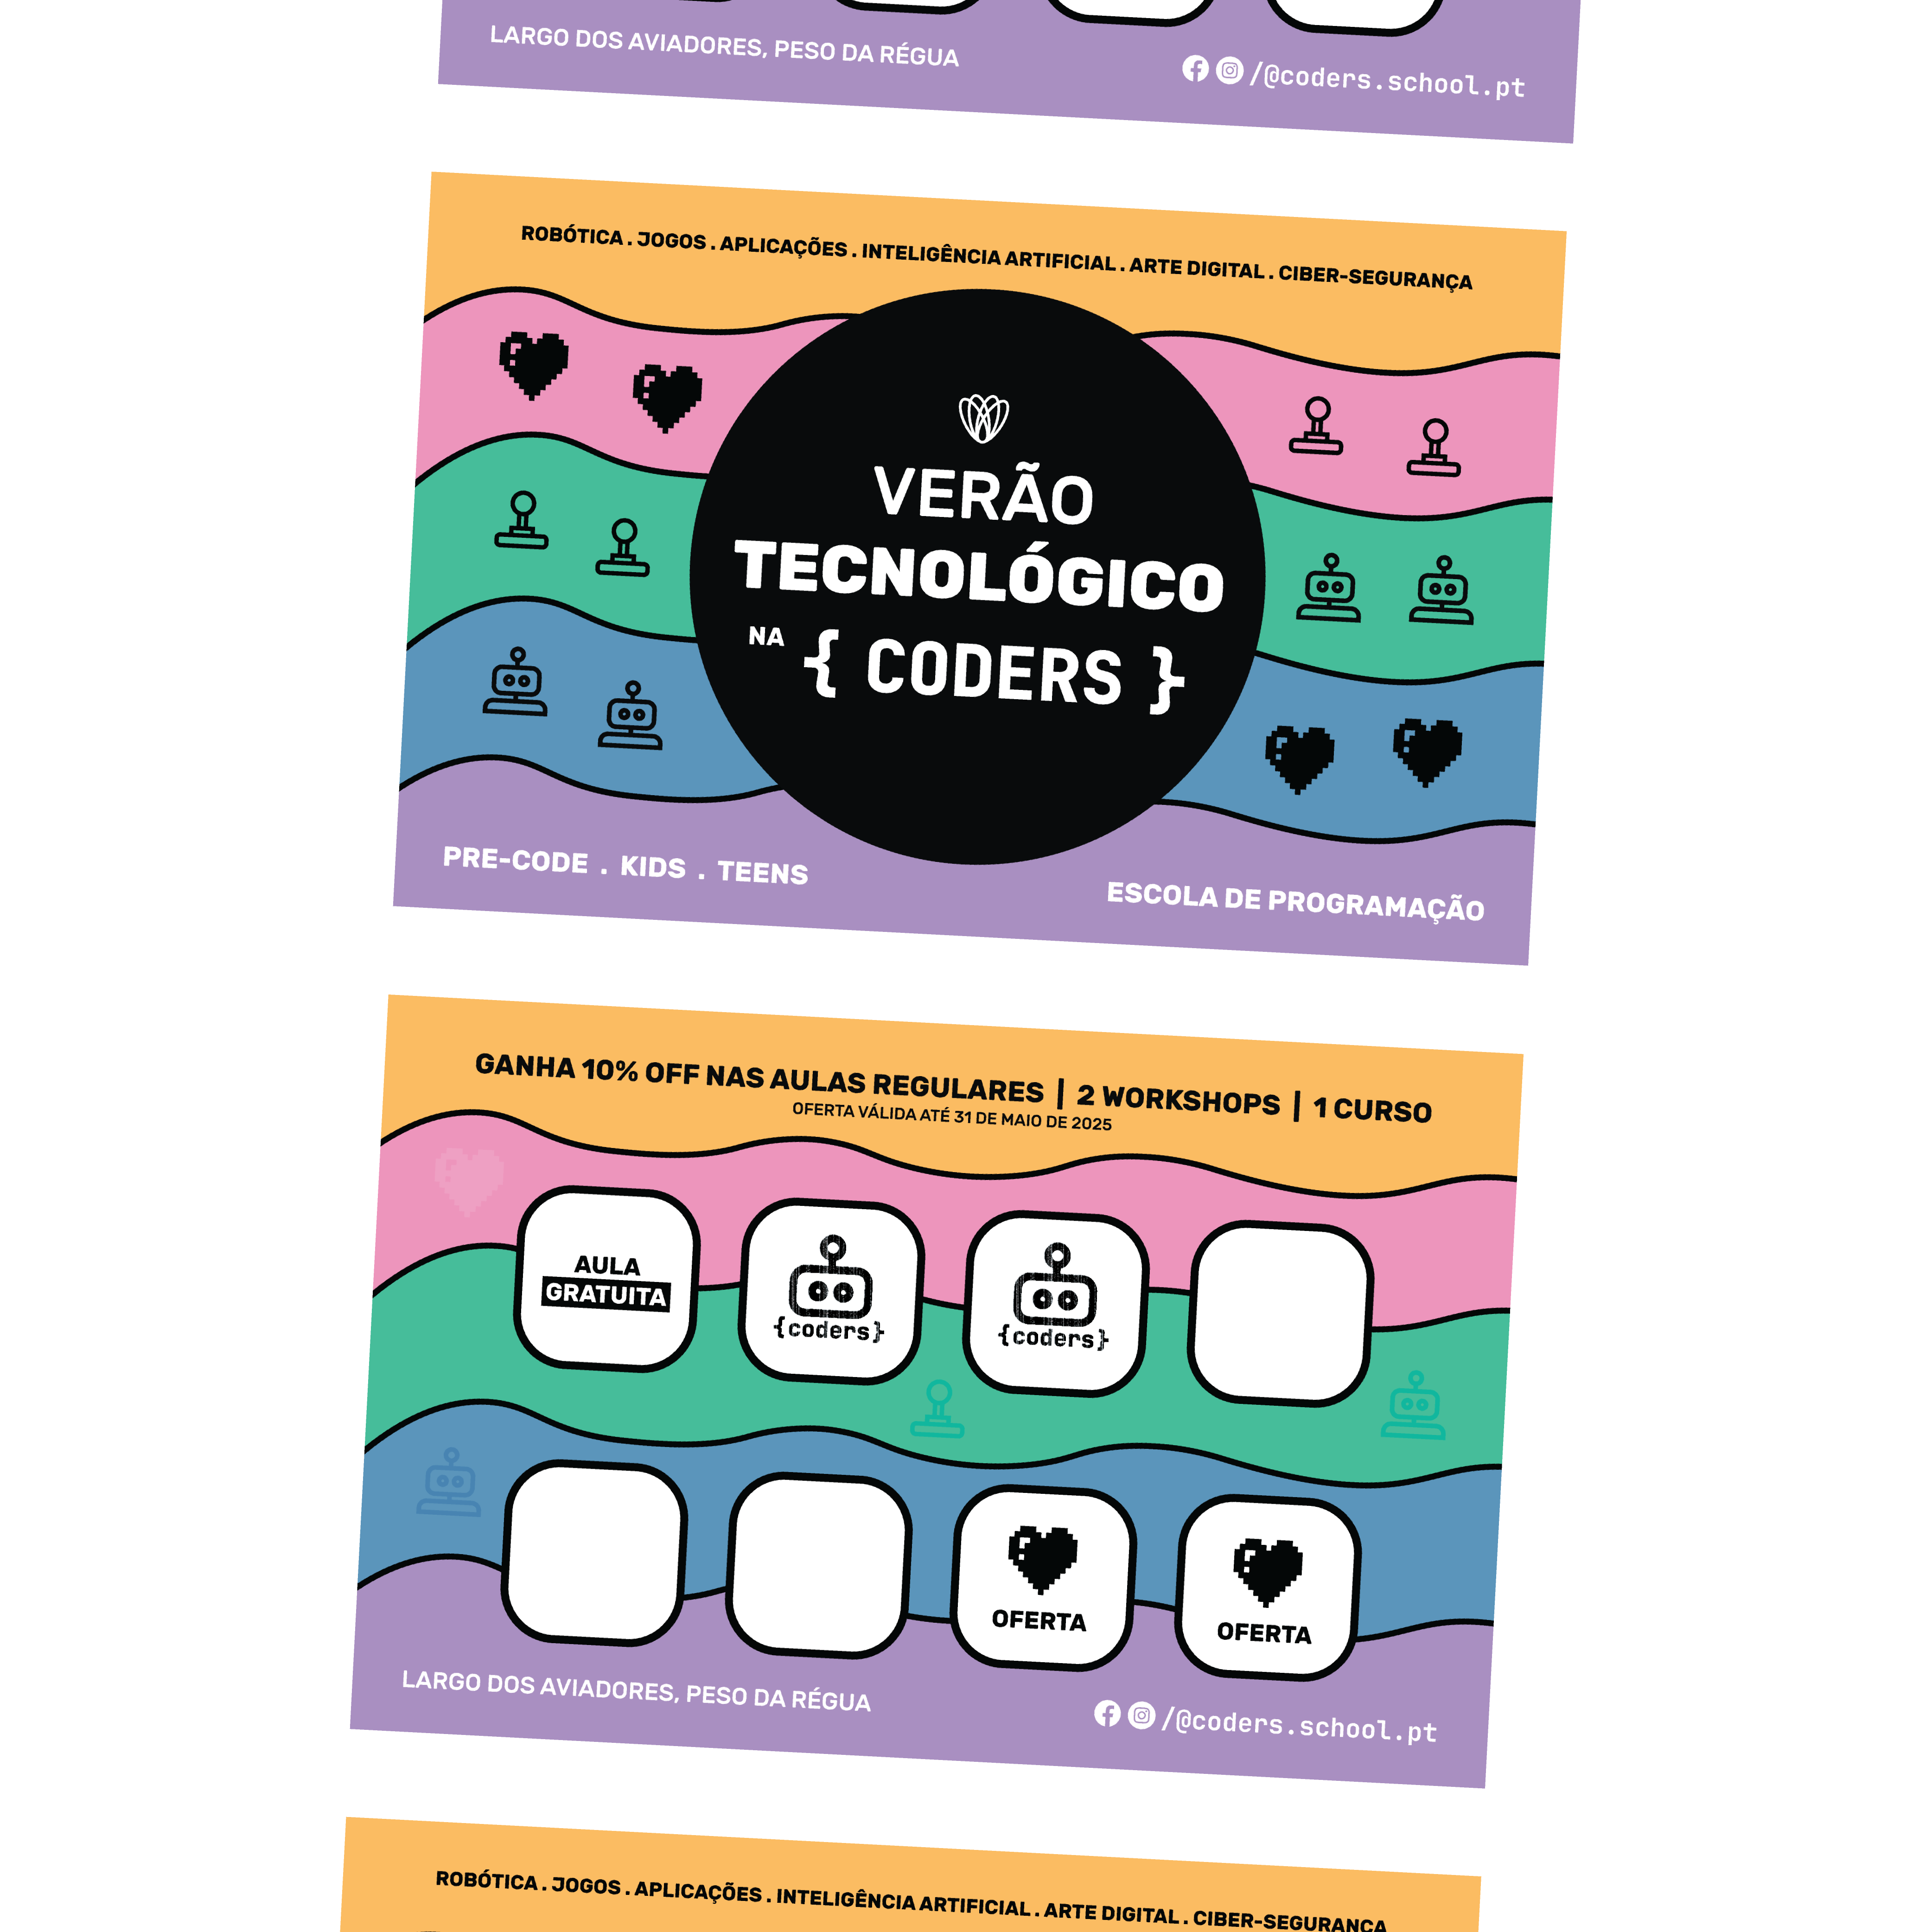 LARGO DOS AVIADORES, PESO DA RÉGUA
/@coders.school.pt
ROBÓTICA . JOGOS . APLICAÇÕES . INTELIGÊNCIA ARTIFICIAL . ARTE DIGITAL . CIBER-SEGURANÇA
VERÃO
TECNOLÓGICO
NA { CODERS }
PRE-CODE . KIDS . TEENS
ESCOLA DE PROGRAMAÇÃO
GANHA 10% OFF NAS AULAS REGULARES | 2 WORKSHOPS | 1 CURSO
OFERTA VÁLIDA ATÉ 31 DE MAIO DE 2025
AULA
GRATUITA
{coders}
{coders}
OFERTA
OFERTA
LARGO DOS AVIADORES, PESO DA RÉGUA
/@coders.school.pt
ROBÓTICA . JOGOS . APLICAÇÕES . INTELIGÊNCIA ARTIFICIAL . ARTE DIGITAL . CIBER-SEGURANÇA